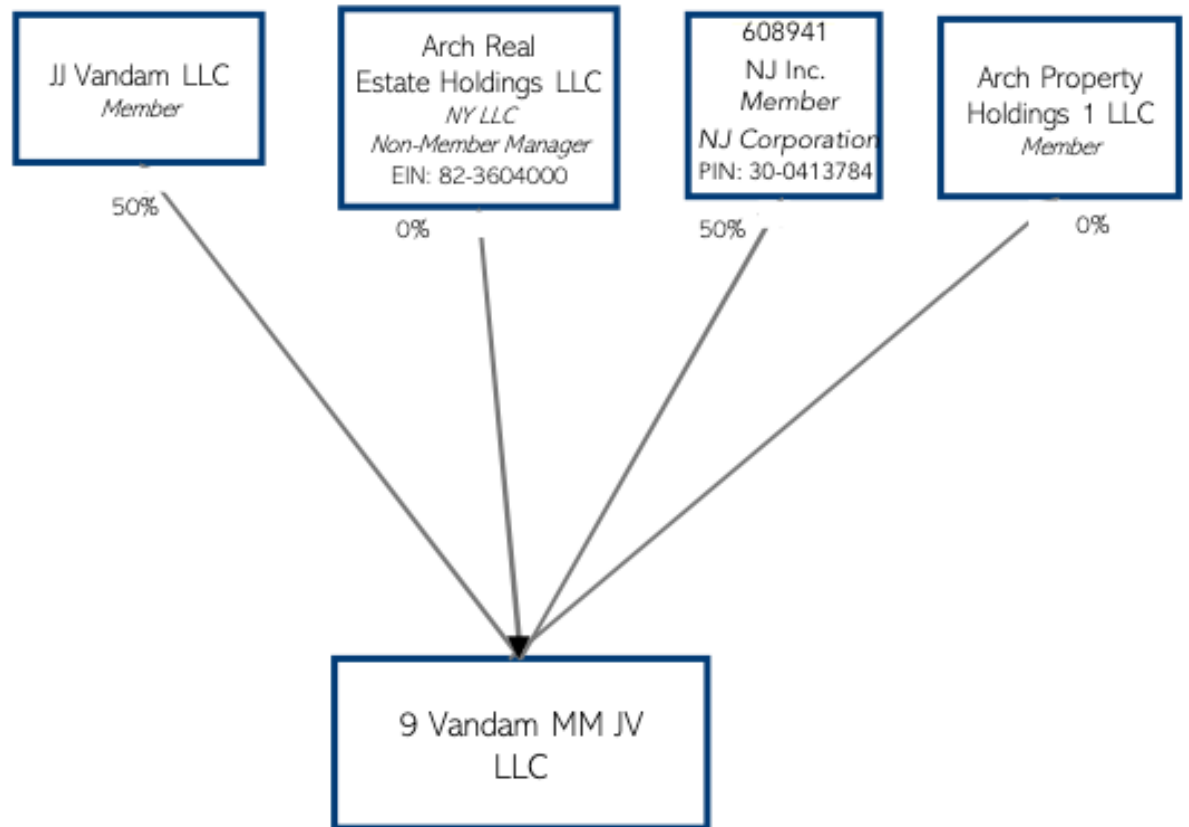 JJ Vandam LLC
Member
50%
Arch Real
Estate Holdings LLC
NY LLC
Non-Member Manager
EIN: 82-3604000
0%
608941
NJ Inc.
Member
NJ Corporation
PIN: 30-0413784
50%
Arch Property
Holdings 1 LLC
Member
0%
9 Vandam MM JV
LLC